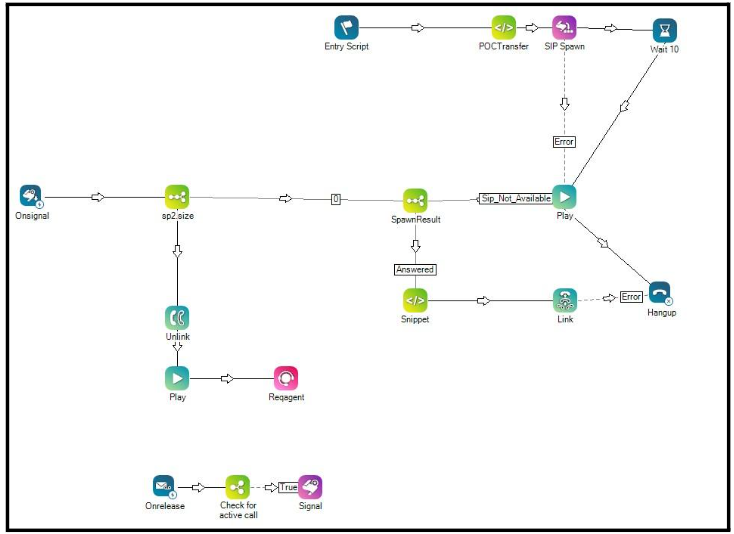 Entry Script
POCTransfer
SIP Spawn
Wait 10
Error
Onsignal
sp2.size
0
SpawnResult
Sip_Not_Available
Play
Answered
Snippet
Link
Error
Hangup
Unlink
Play
Reqagent
Onrelease
Check for
active call
True
Signal